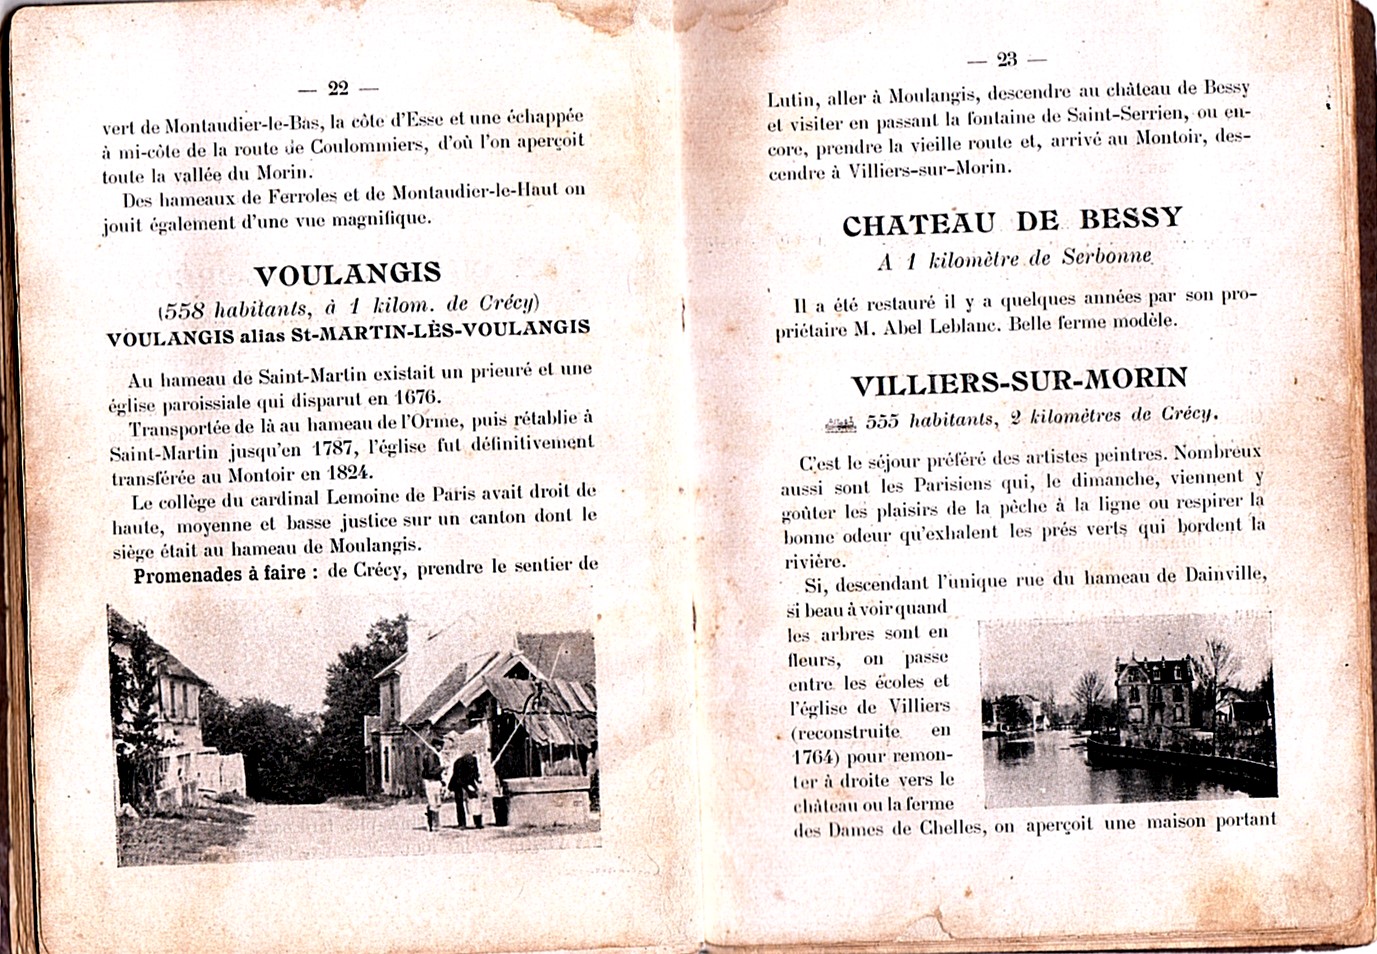 — 22 —
vert de Montaudier-le-Bas, la côte d'Esse et une échappée
à mi-côte de la route de Coulommiers, d'où l'on aperçoit
toute la vallée du Morin.
Des hameaux de Ferroles et de Montaudier-le-Haut on
jouit également d'une vue magnifique.
VOULANGIS
(558 habitants, à 1 kilom. de Crécy)
VOULANGIS alias St-MARTIN-LÈS-VOULANGIS
Au hameau de Saint-Martin existait un prieuré et une
église paroissiale qui disparut en 1676.
Transportée de là au hameau de l'Orme, puis rétablie à
Saint-Martin jusqu'en 1787, l'église fut définitivement
transférée au Montoir en 1824.
Le collège du cardinal Lemoine de Paris avait droit de
haute, moyenne et basse justice sur un canton dont le
siège était au hameau de Moulangis.
Promenades à faire : de Crécy, prendre le sentier de
— 23 —
Lutin, aller à Moulangis, descendre au château de Bessy
et visiter en passant la fontaine de Saint-Serrien, ou en-
core, prendre la vieille route et, arrivé au Montoir, des-
cendre à Villiers-sur-Morin.
CHATEAU DE BESSY
A 1 kilomètre de Serbonne
Il a été restauré il y a quelques années par son pro-
priétaire M. Abel Leblanc. Belle ferme modèle.
VILLIERS-SUR-MORIN
555 habitants, 2 kilomètres de Crécy.
C'est le séjour préféré des artistes peintres. Nombreux
aussi sont les Parisiens qui, le dimanche, viennent y
goûter les plaisirs de la pêche à la ligne ou respirer la
bonne odeur qu'exhalent les prés verts qui bordent la
rivière.
Si, descendant l'unique rue du hameau de Dainville,
si beau à voir quand
les arbres sont en
fleurs, on passe
entre les écoles et
l'église de Villiers
(reconstruite en
1764) pour remon-
ter à droite vers le
château ou la ferme
des Dames de Chelles, on aperçoit une maison portant